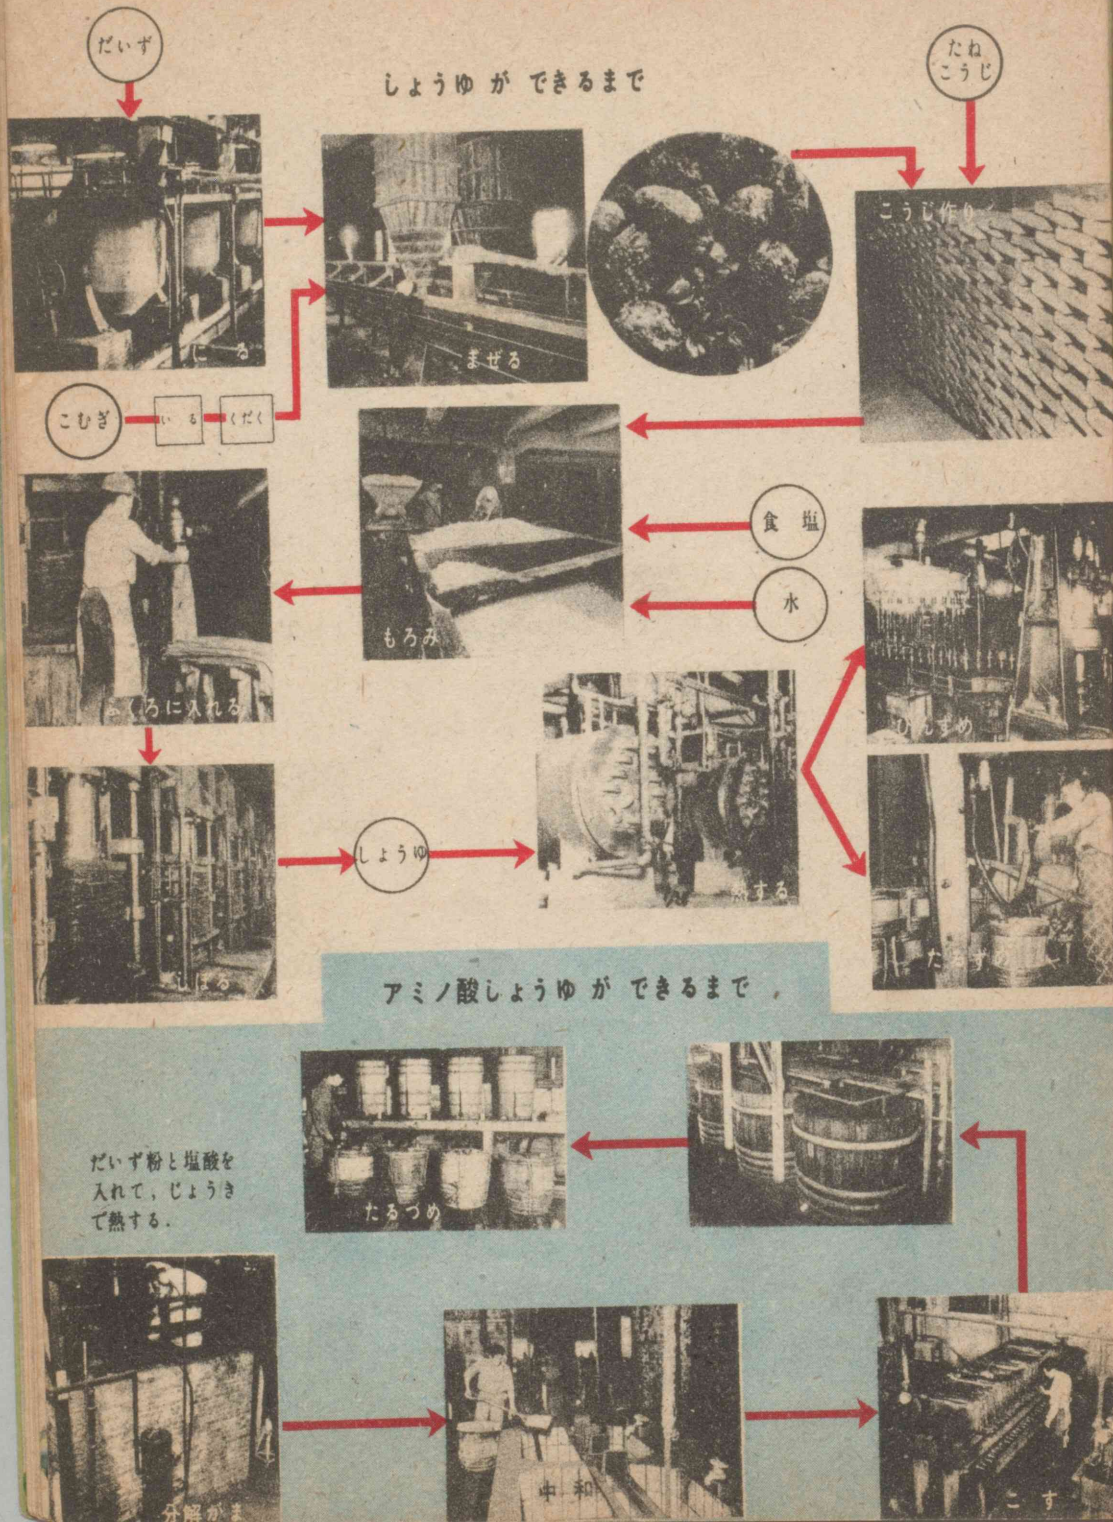 だいず
しょうゆ が できるまで
たね
こうじ
にる
まぜる
こうじ作り
こむぎ
いる
くだく
もろみ
食塩
水
ふくろに入れる
びんずめ
しぼる
しょうゆ
熱する
たるずめ
アミノ酸しょうゆ が できるまで
たるづめ
だいず粉と塩酸を
入れて，じょうき
で熱する．
分解がま
中和
こす